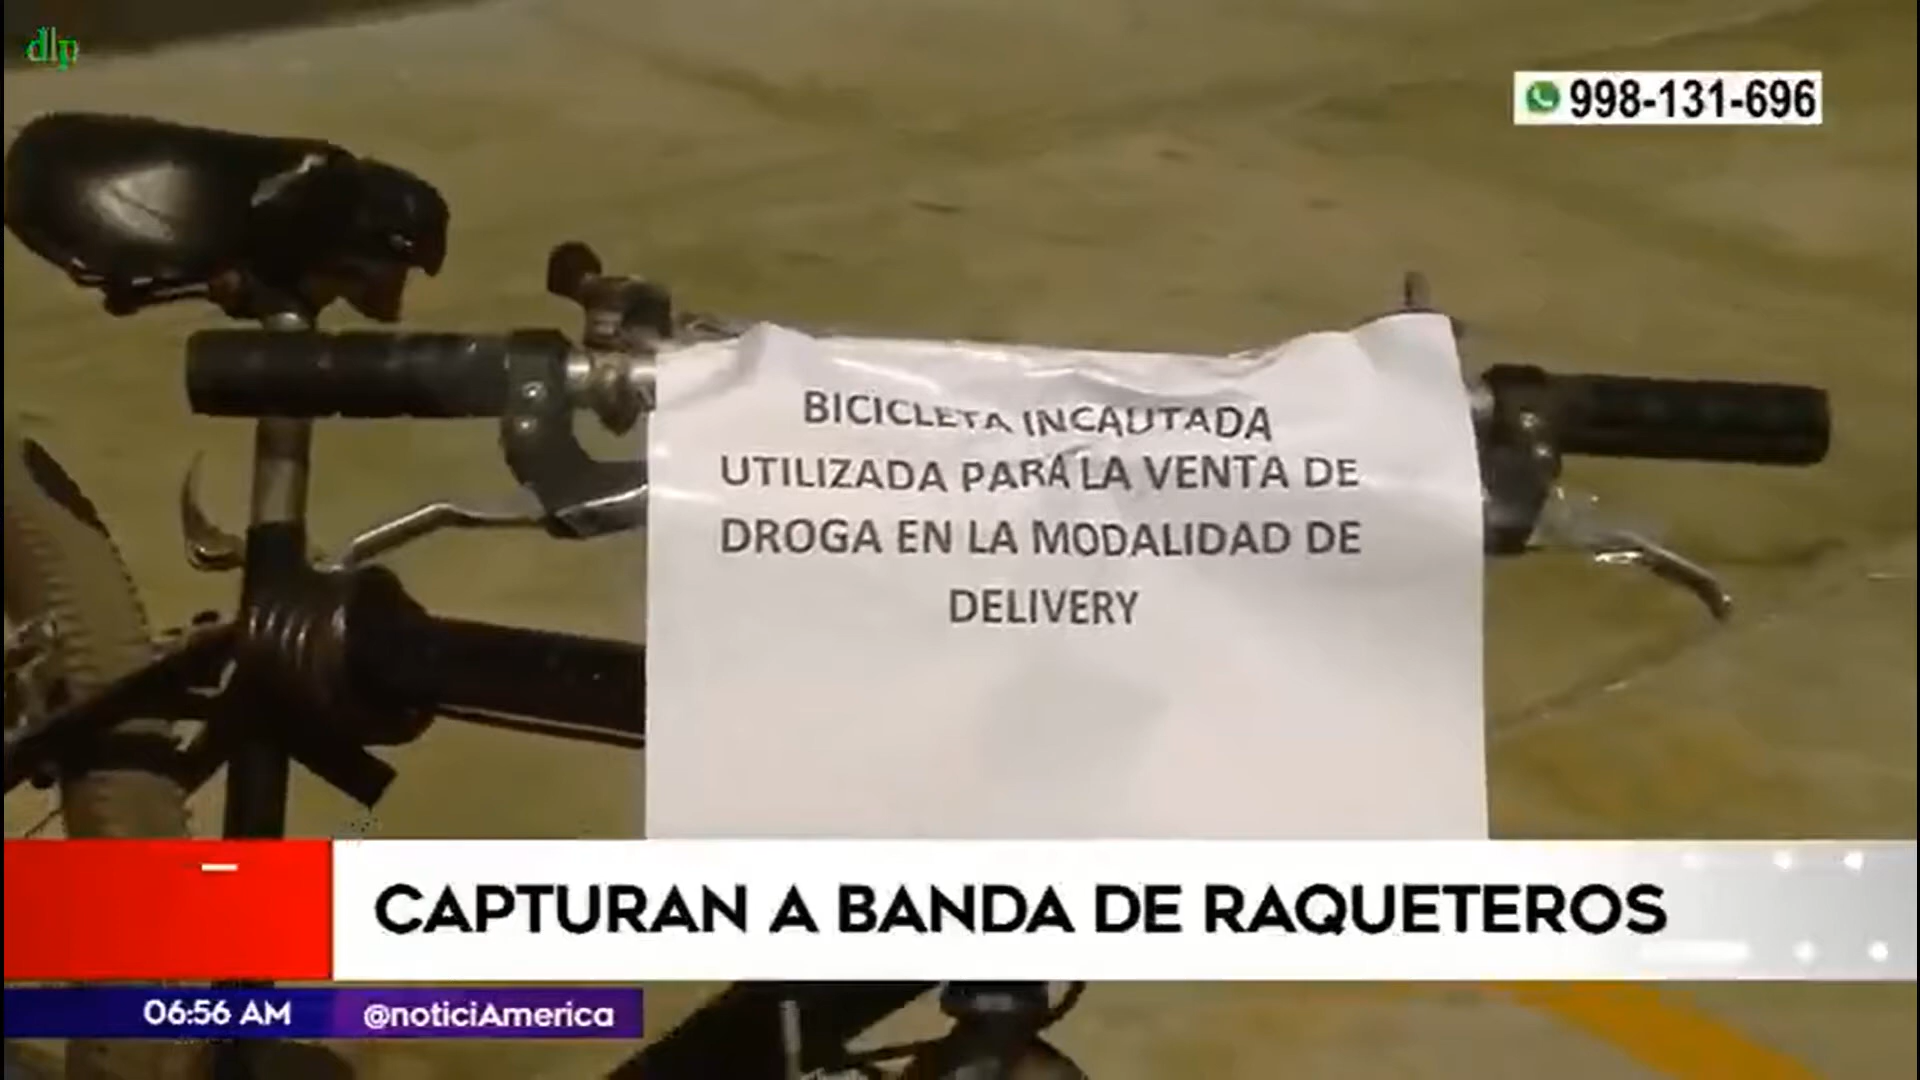 dlp
998-131-696
BICICLETA INCAUTADA
UTILIZADA PARA LA VENTA DE
DROGA EN LA MODALIDAD DE
DELIVERY
CAPTURAN A BANDA DE RAQUETEROS
06:56 AM @noticiAmerica